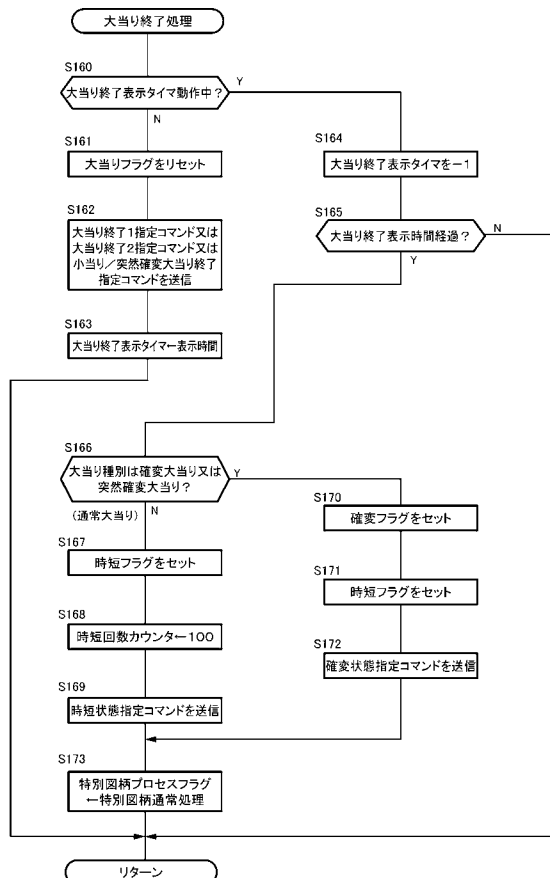 大当り終了処理
S160
大当り終了表示タイマ動作中？
Y
N
S161
大当りフラグをリセット
S162
大当り終了1指定コマンド又は
大当り終了2指定コマンド又は
小当り／突然確変大当り終了
指定コマンドを送信
S163
大当り終了表示タイマ←表示時間
S164
大当り終了表示タイマを－1
S165
大当り終了表示時間経過？
N
Y
S166
大当り種別は確変大当り又は
突然確変大当り？
Y
(通常大当り)
N
S167
時短フラグをセット
S168
時短回数カウンタ←100
S169
時短状態指定コマンドを送信
S170
確変フラグをセット
S171
時短フラグをセット
S172
確変状態指定コマンドを送信
S173
特別図柄プロセスフラグ
←特別図柄通常処理
リターン